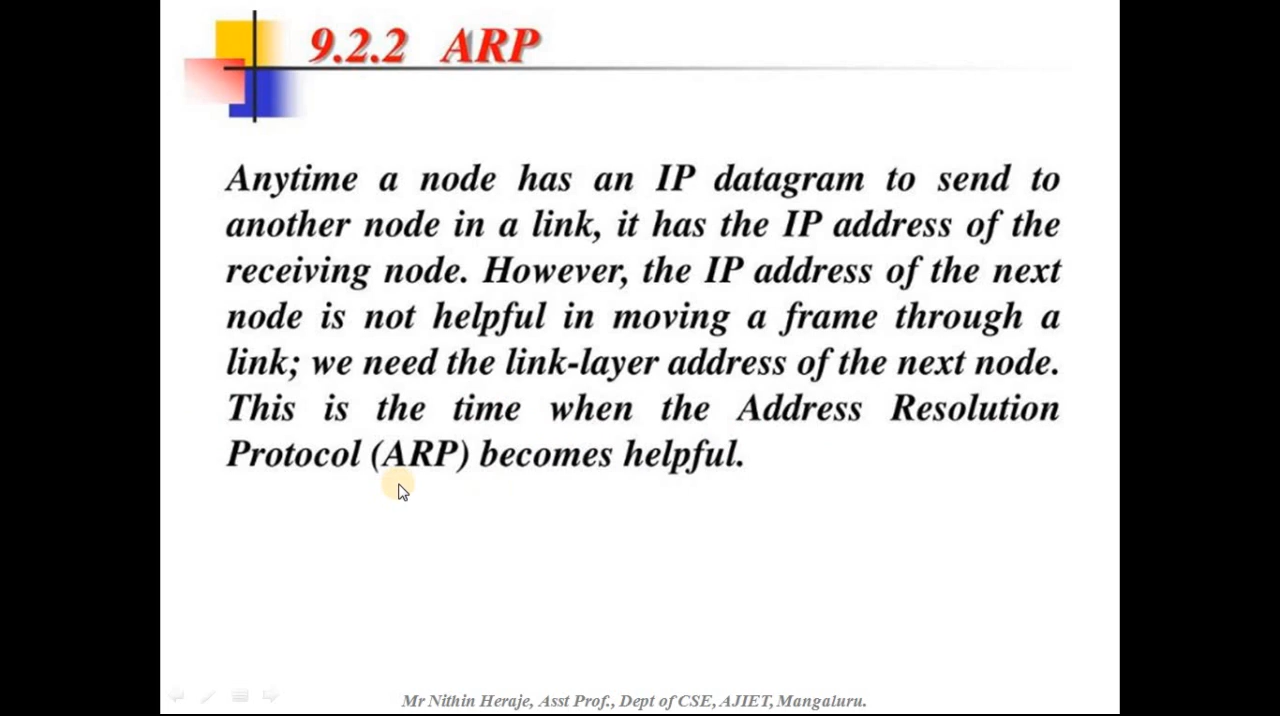 9.2.2 ARP
Anytime a node has an IP datagram to send to
another node in a link, it has the IP address of the
receiving node. However, the IP address of the next
node is not helpful in moving a frame through a
link; we need the link-layer address of the next node.
This is the time when the Address Resolution
Protocol (ARP) becomes helpful.
Mr Nithin Heraje, Asst Prof., Dept of CSE, AJIET, Mangaluru.